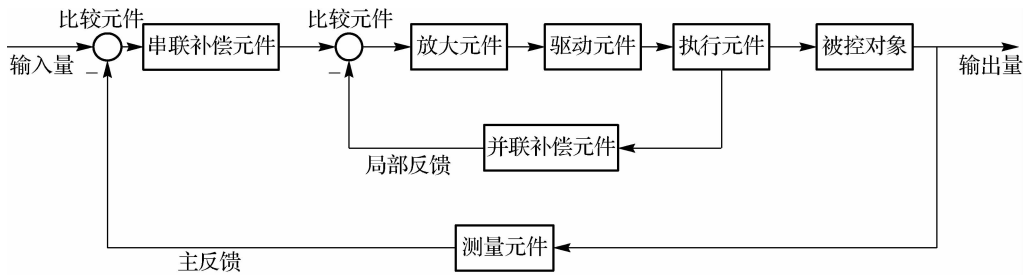 比较元件
比较元件
串联补偿元件
放大元件
驱动元件
执行元件
被控对象
输入量
输出量
并联补偿元件
局部反馈
测量元件
主反馈